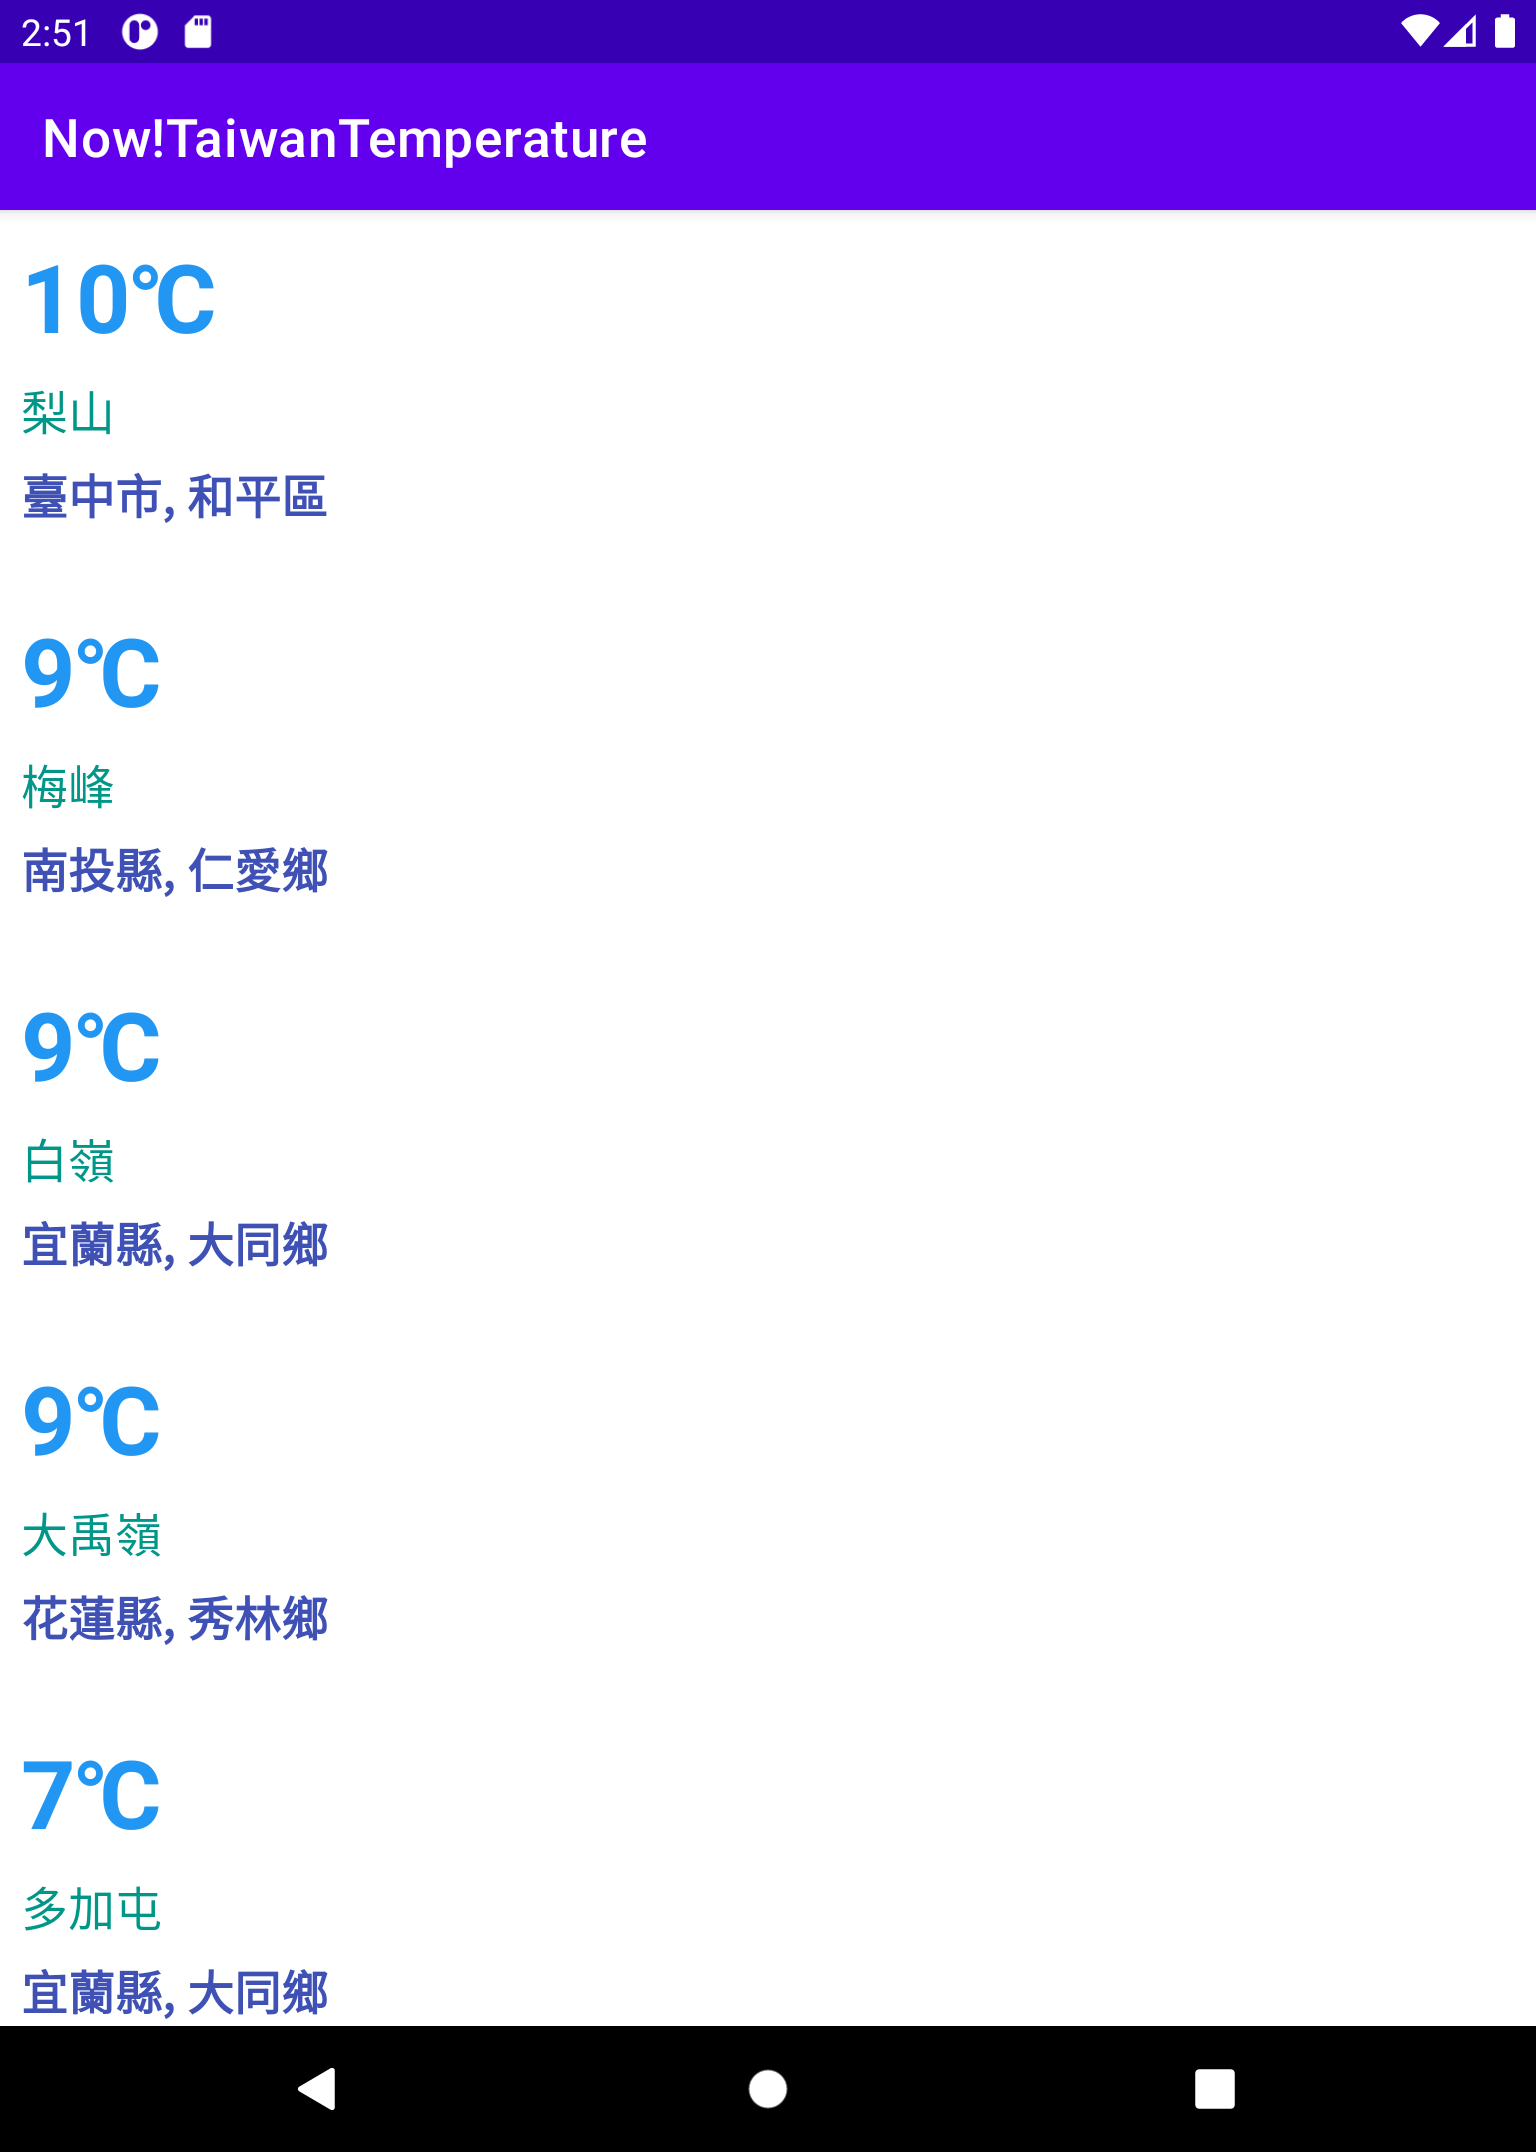 2:51
Now!TaiwanTemperature
10℃
梨山
臺中市, 和平區
9℃
梅峰
南投縣, 仁愛鄉
9℃
白嶺
宜蘭縣, 大同鄉
9℃
大禹嶺
花蓮縣, 秀林鄉
7℃
多加屯
宜蘭縣, 大同鄉